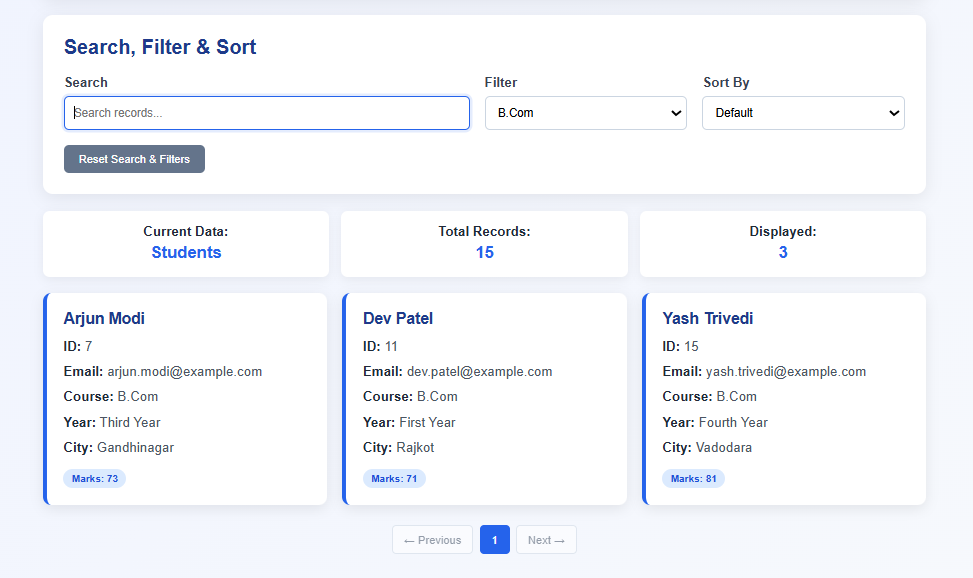 Search, Filter & Sort
Search Filter Sort By
Search records... B.Com Default
Reset Search & Filters
Current Data: Total Records: Displayed:
Students 15 3
Arjun Modi
ID: 7
Email: arjun.modi@example.com
Course: B.Com
Year: Third Year
City: Gandhinagar
Marks: 73
Dev Patel
ID: 11
Email: dev.patel@example.com
Course: B.Com
Year: First Year
City: Rajkot
Marks: 71
Yash Trivedi
ID: 15
Email: yash.trivedi@example.com
Course: B.Com
Year: Fourth Year
City: Vadodara
Marks: 81
← Previous 1 Next →